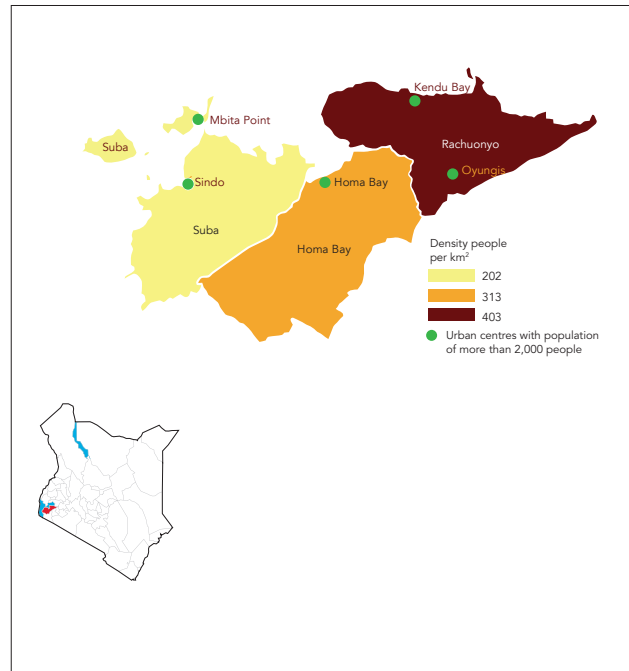 Kendu Bay
Mbita Point
Suba
Rachuonyo
Oyungis
Sindo
Homa Bay
Suba
Homa Bay
Density people
per km²
202
313
403
Urban centres with population
of more than 2,000 people